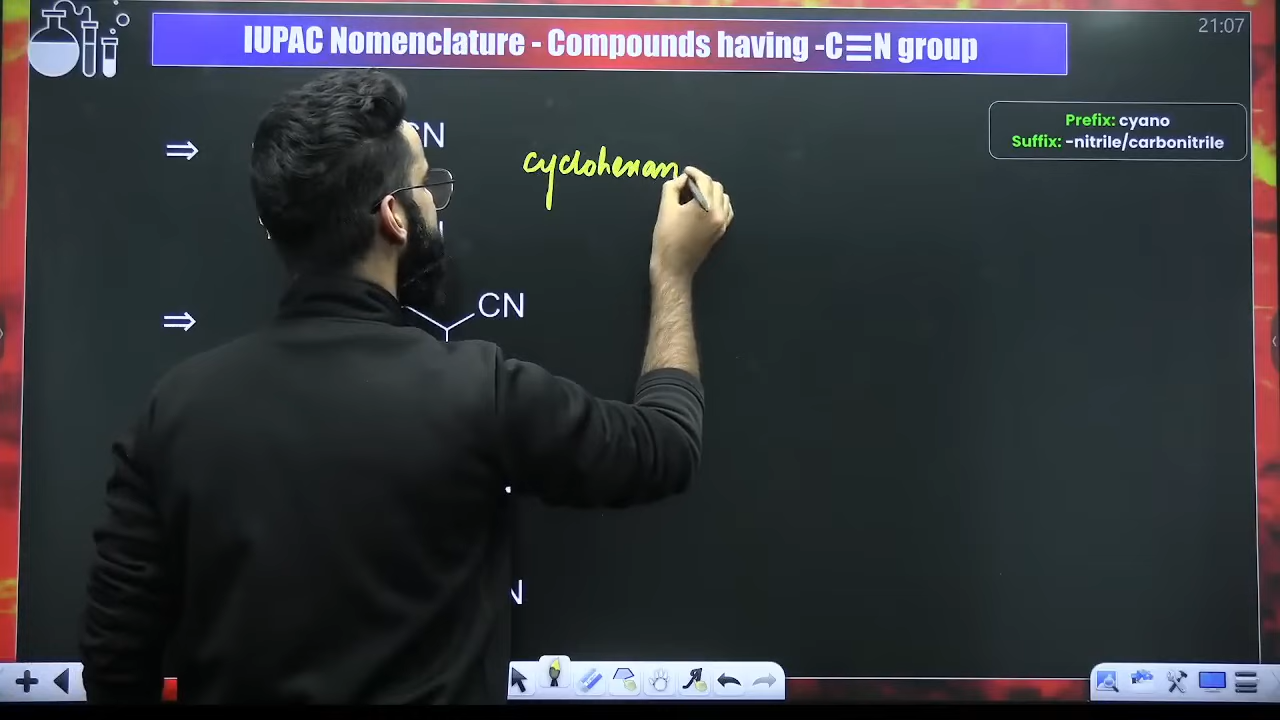 IUPAC Nomenclature - Compounds having -C≡N group
21:07
Prefix: cyano
Suffix: -nitrile/carbonitrile
⇒
CN
cyclohexan
⇒
CN
N